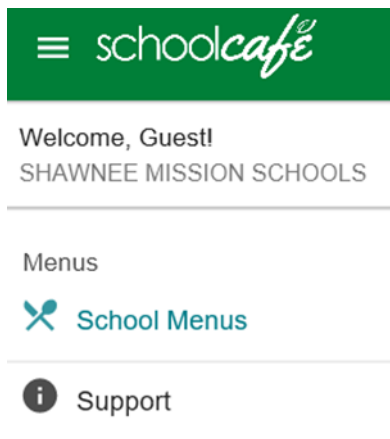 schoolcafé
Welcome, Guest!
SHAWNEE MISSION SCHOOLS
Menus
School Menus
Support